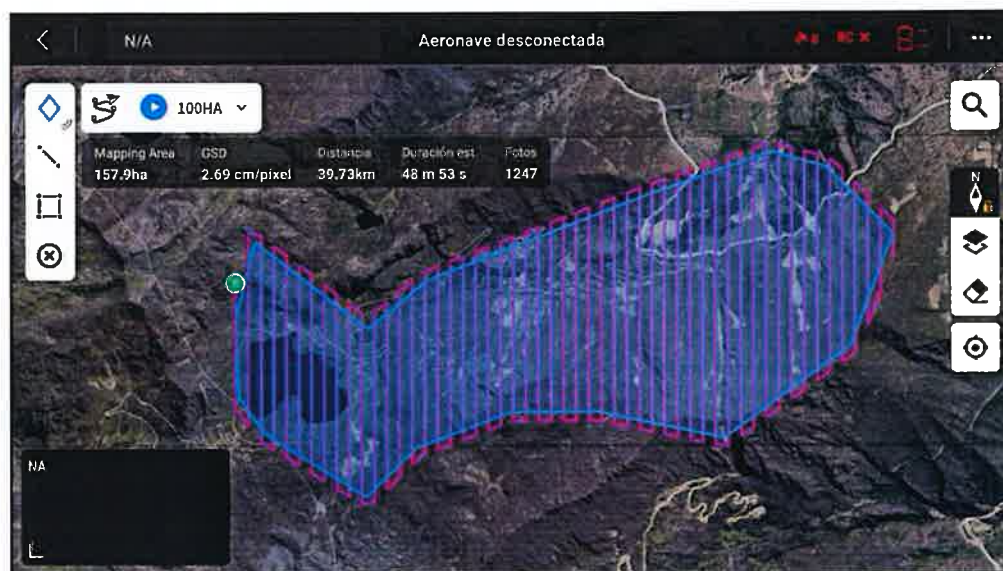 N/A
Aeronave desconectada
100HA
Mapping Area GSD Distancia Duración est. Fotos
157.9ha 2.69 cm/pixel 39.73km 48 m 53 s 1247
N
NA